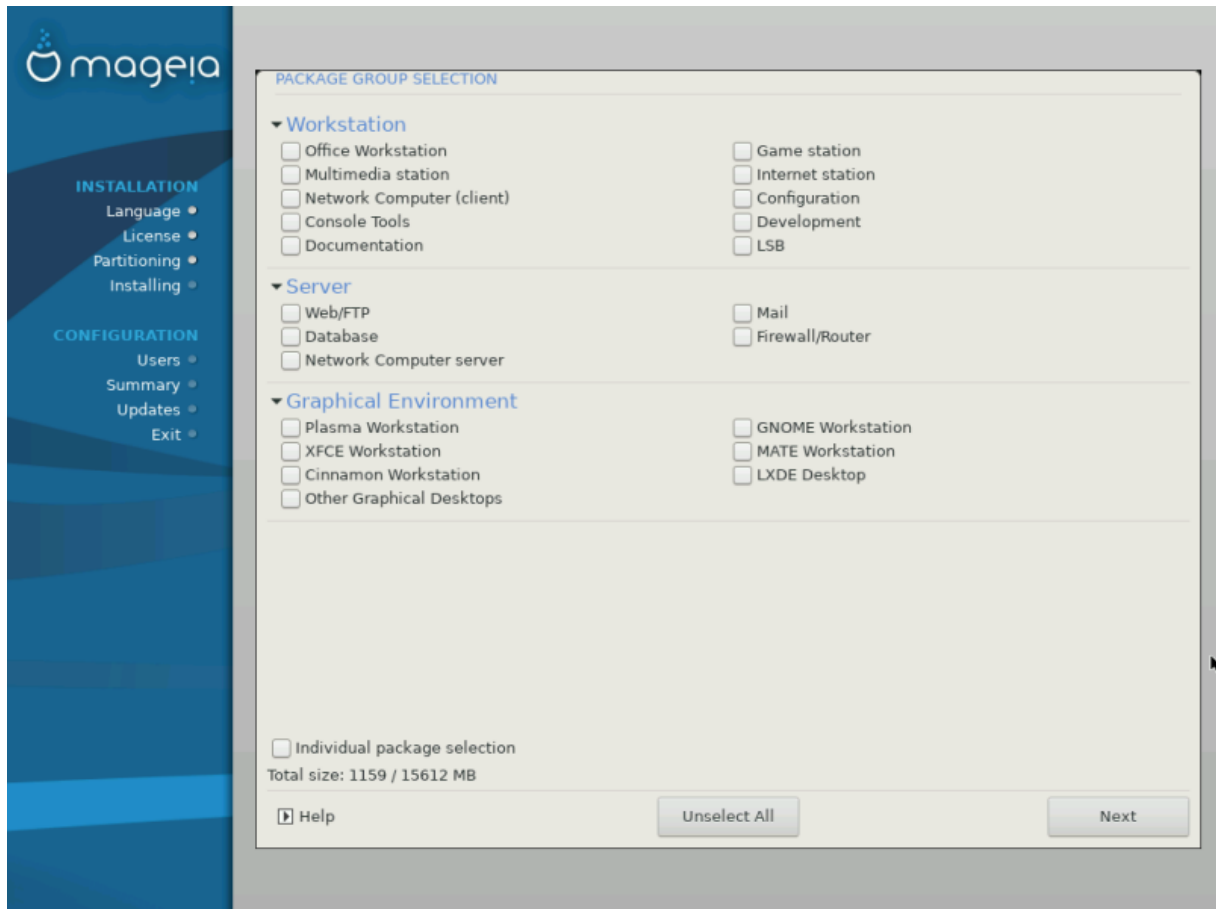 mageia
INSTALLATION
Language
License
Partitioning
Installing
CONFIGURATION
Users
Summary
Updates
Exit
PACKAGE GROUP SELECTION
Workstation
Office Workstation
Game station
Multimedia station
Internet station
Network Computer (client)
Configuration
Console Tools
Development
Documentation
LSB
Server
Web/FTP
Mail
Database
Firewall/Router
Network Computer server
Graphical Environment
Plasma Workstation
GNOME Workstation
XFCE Workstation
MATE Workstation
Cinnamon Workstation
LXDE Desktop
Other Graphical Desktops
Individual package selection
Total size: 1159 / 15612 MB
Help
Unselect All
Next